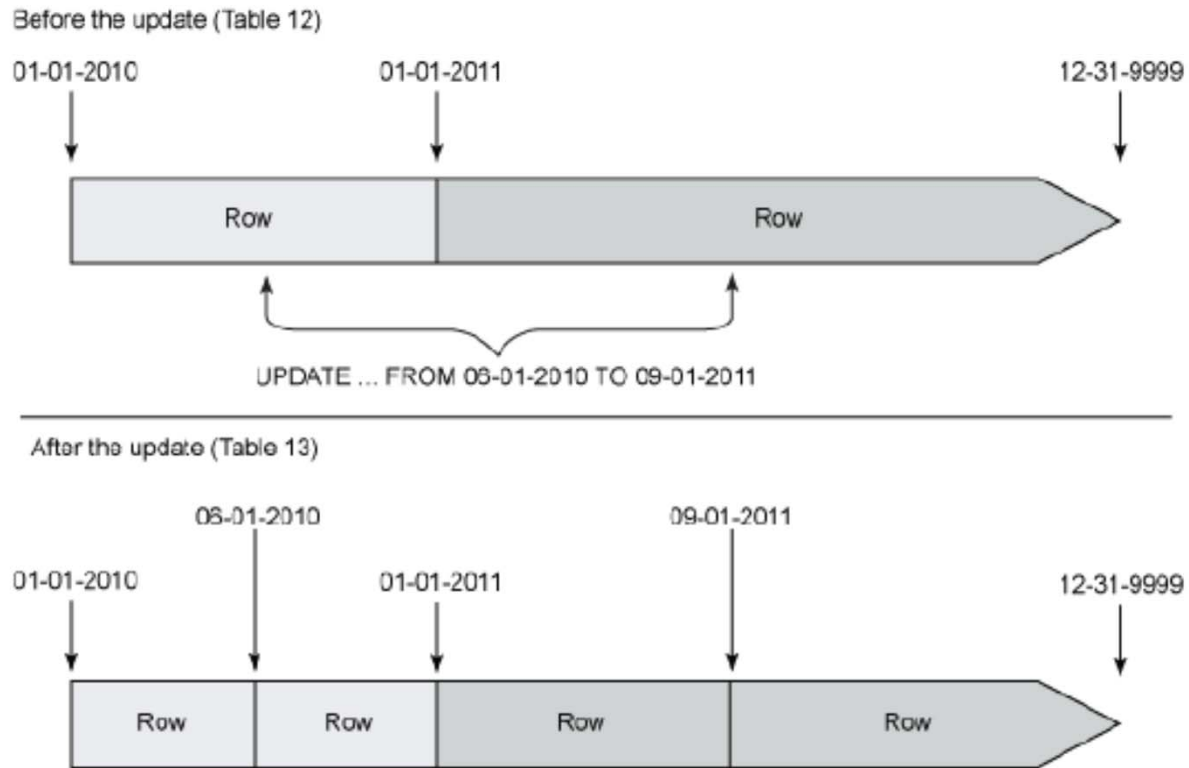 Before the update (Table 12)
01-01-2010 01-01-2011 12-31-9999
Row Row
UPDATE ... FROM 06-01-2010 TO 09-01-2011
After the update (Table 13)
06-01-2010 09-01-2011
01-01-2010 01-01-2011 12-31-9999
Row Row Row Row